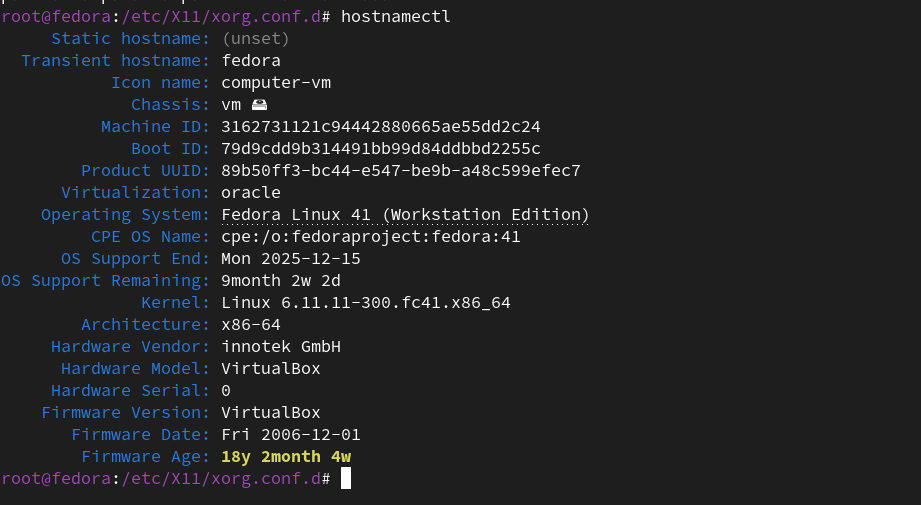 root@fedora:/etc/X11/xorg.conf.d# hostnamectl
Static hostname: (unset)
Transient hostname: fedora
Icon name: computer-vm
Chassis: vm 🖴
Machine ID: 3162731121c94442880665ae55dd2c24
Boot ID: 79d9cdd9b314491bb99d84ddbbd2255c
Product UUID: 89b50ff3-bc44-e547-be9b-a48c599efec7
Virtualization: oracle
Operating System: Fedora Linux 41 (Workstation Edition)
CPE OS Name: cpe:/o:fedoraproject:fedora:41
OS Support End: Mon 2025-12-15
OS Support Remaining: 9month 2w 2d
Kernel: Linux 6.11.11-300.fc41.x86_64
Architecture: x86-64
Hardware Vendor: innotek GmbH
Hardware Model: VirtualBox
Hardware Serial: 0
Firmware Version: VirtualBox
Firmware Date: Fri 2006-12-01
Firmware Age: 18y 2month 4w
root@fedora:/etc/X11/xorg.conf.d#